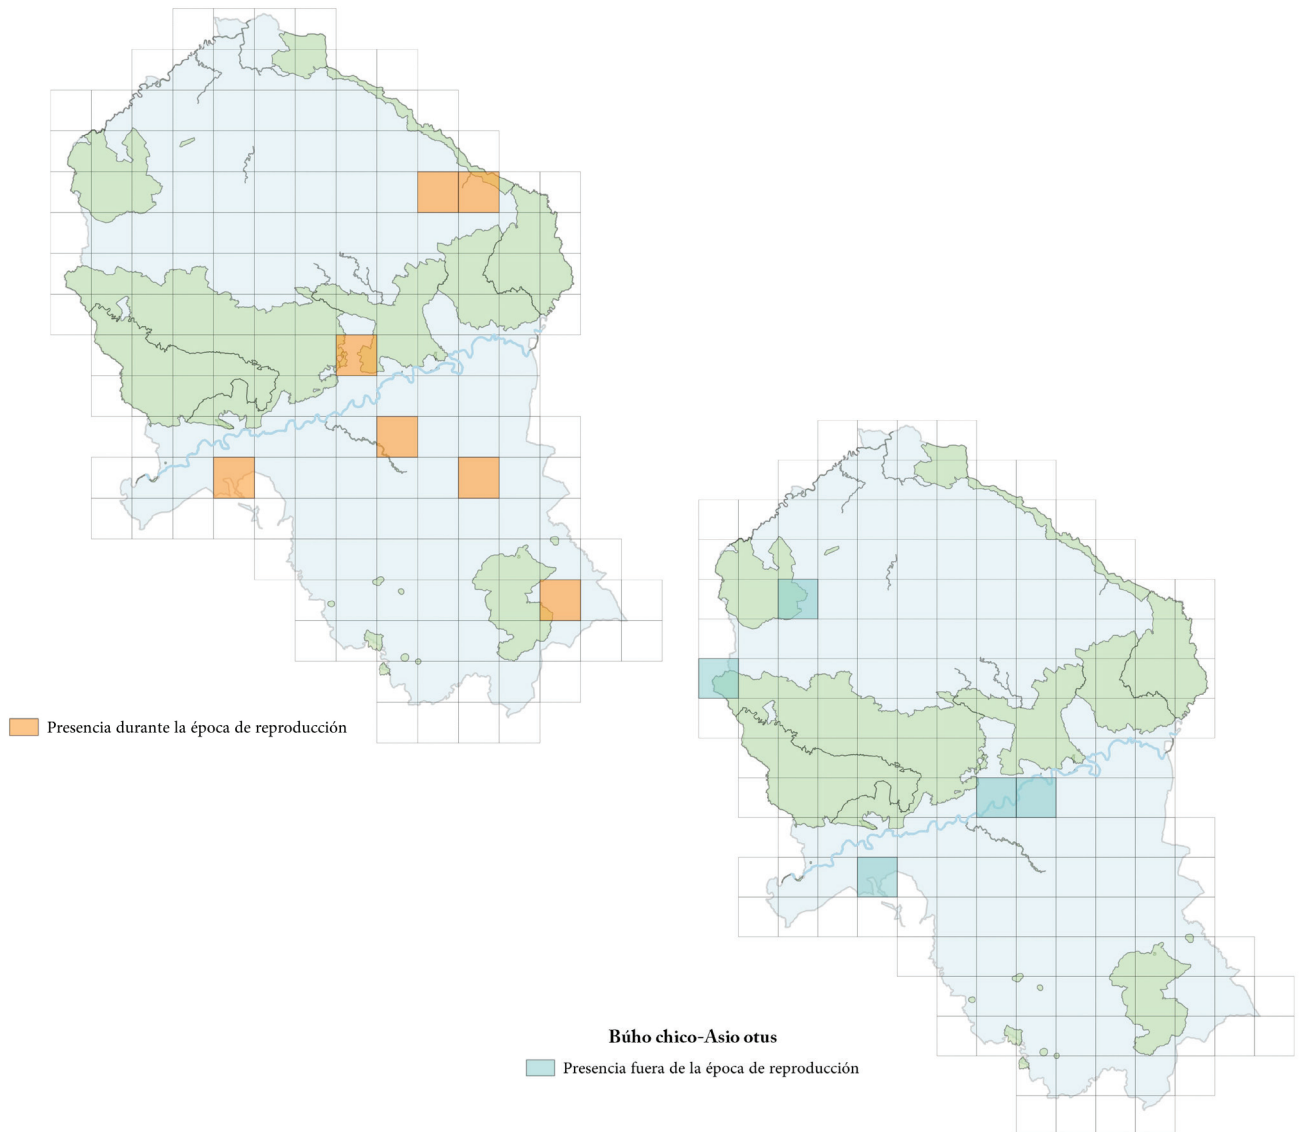 Presencia durante la época de reproducción
Búho chico-Asio otus
Presencia fuera de la época de reproducción